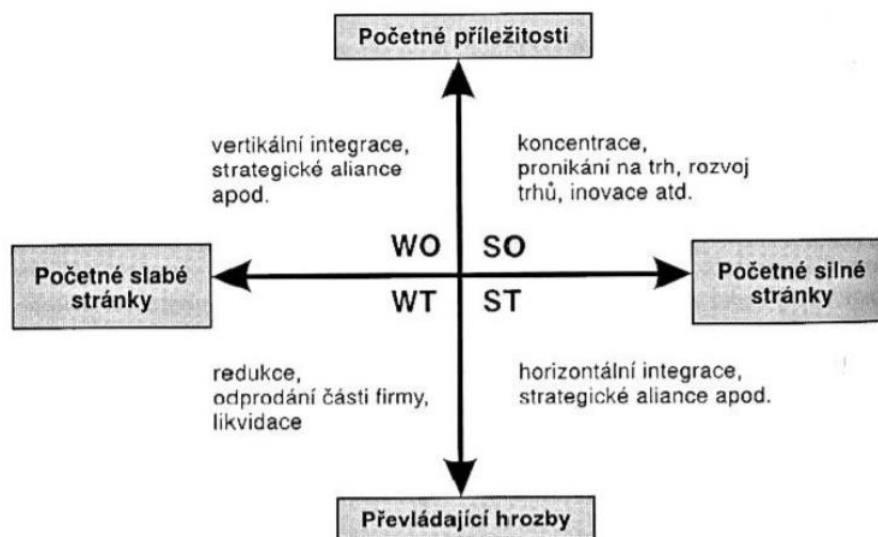 Početné příležitosti
vertikální integrace,
strategické aliance
apod.
koncentrace,
pronikání na trh, rozvoj
trhů, inovace atd.
WO
SO
Početné slabé
stránky
Početné silné
stránky
WT
ST
redukce,
odprodání části firmy,
likvidace
horizontální integrace,
strategické aliance apod.
Převládající hrozby